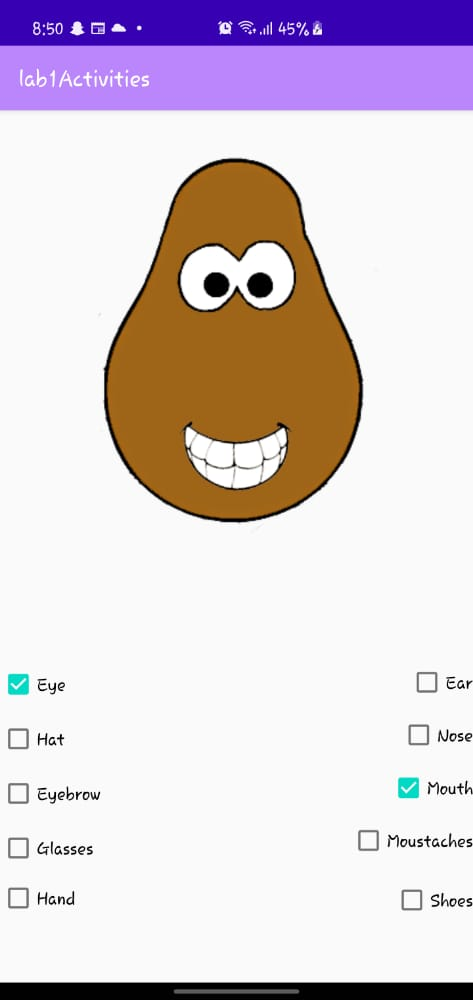 8:50 45%
lab1Activities
Eye
Ear
Hat
Nose
Eyebrow
Mouth
Glasses
Moustaches
Hand
Shoes